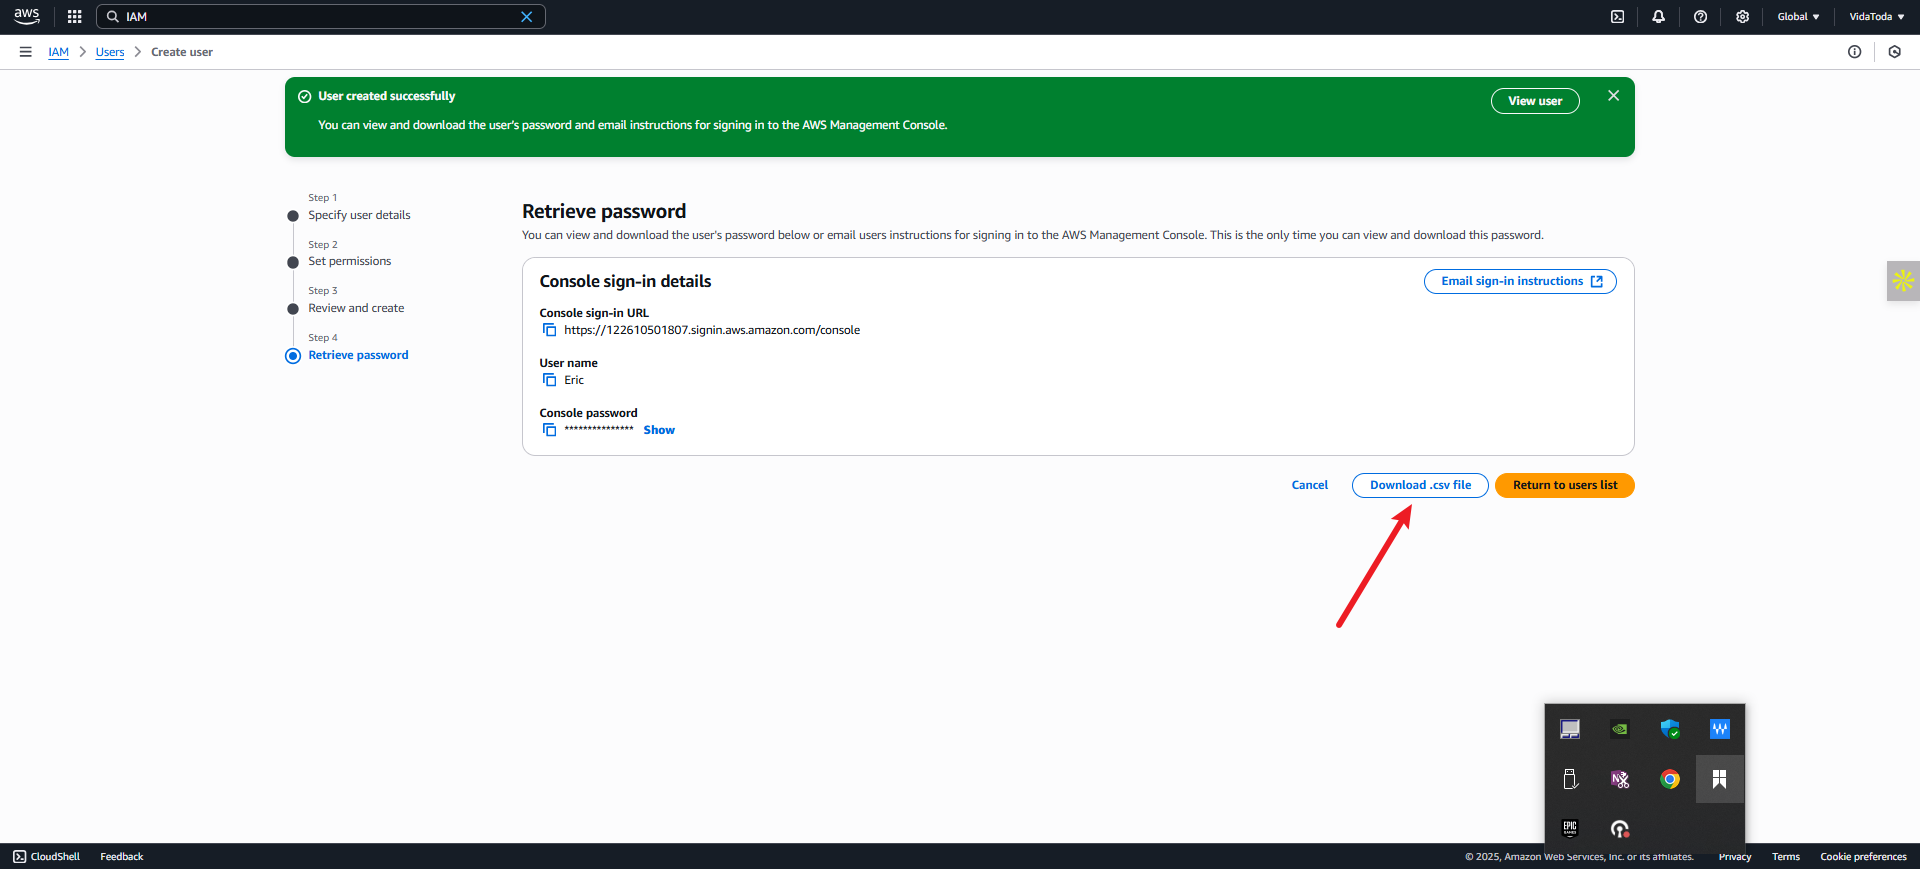 aws
IAM
Global
VidaToda
IAM
Users
Create user
User created successfully
You can view and download the user's password and email instructions for signing in to the AWS Management Console.
View user
Step 1
Specify user details
Step 2
Set permissions
Step 3
Review and create
Step 4
Retrieve password
Retrieve password
You can view and download the user's password below or email users instructions for signing in to the AWS Management Console. This is the only time you can view and download this password.
Console sign-in details
Email sign-in instructions
Console sign-in URL
https://122610501807.signin.aws.amazon.com/console
User name
Eric
Console password
*************** Show
Cancel
Download .csv file
Return to users list
N
EPIC
GAMES
CloudShell
Feedback
© 2025, Amazon Web Services, Inc. or its affiliates.
Privacy
Terms
Cookie preferences